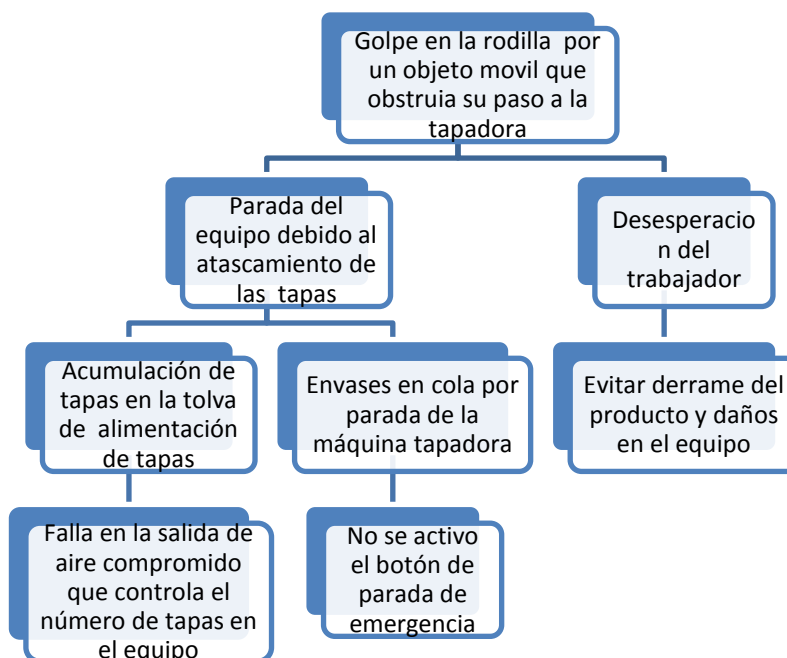 Golpe en la rodilla por
un objeto movil que
obstruia su paso a la
tapadora
Parada del
equipo debido al
atascamiento de
las tapas
Desesperacio
n del
trabajador
Acumulación de
tapas en la tolva
de alimentación
de tapas
Envases en cola por
parada de la
máquina tapadora
Evitar derrame del
producto y daños
en el equipo
Falla en la salida de
aire compromido
que controla el
número de tapas en
el equipo
No se activo
el botón de
parada de
emergencia